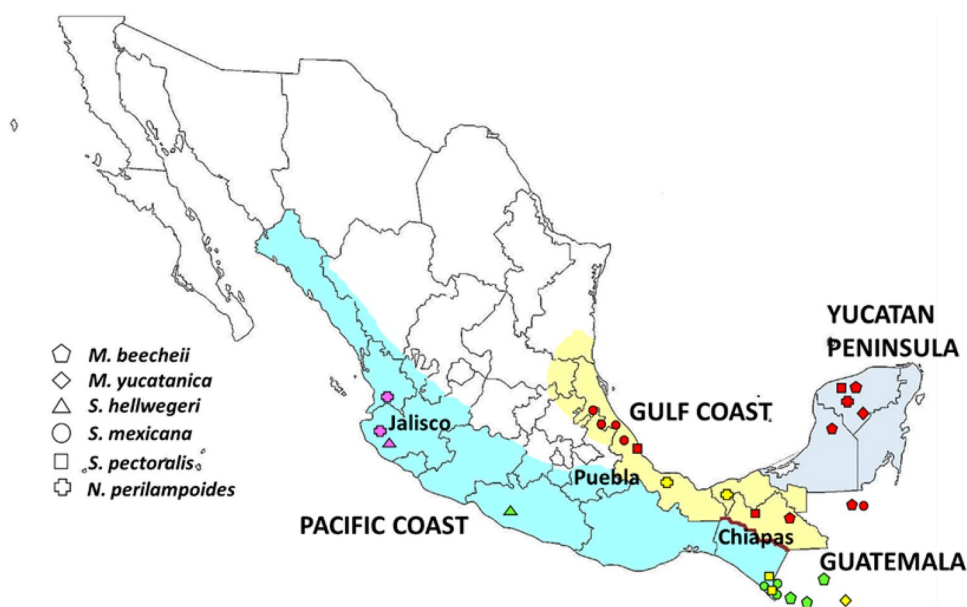 YUCATAN
PENINSULA
M. beecheii
M. yucatanica
S. hellwegeri
S. mexicana
S. pectoralis
N. perilampoides
Jalisco
GULF COAST
Puebla
PACIFIC COAST
Chiapas
GUATEMALA